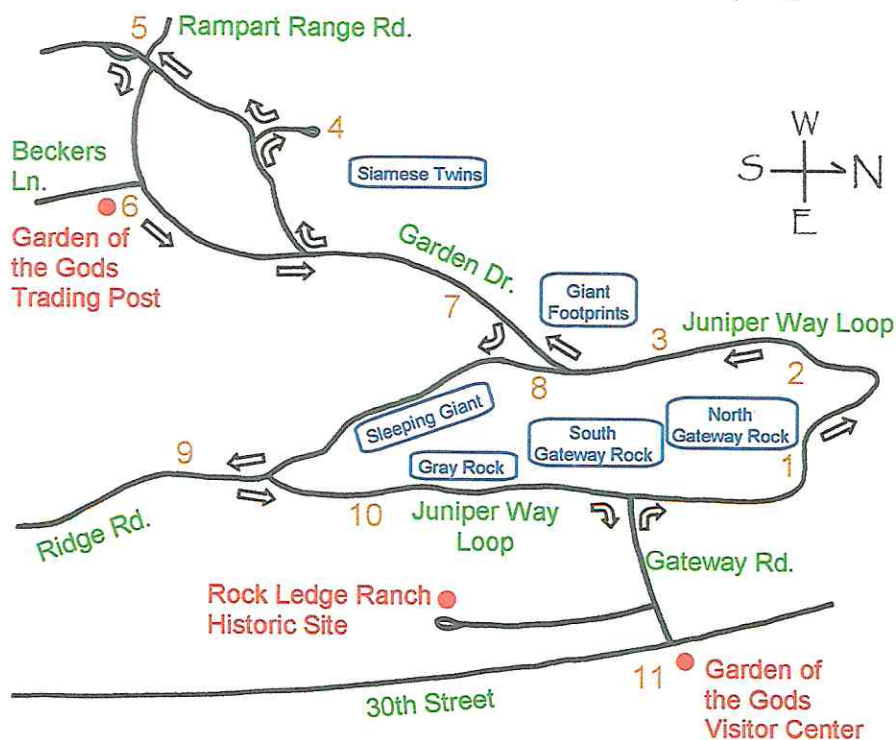 5
Rampart Range Rd.
4
W
S N
E
Beckers
Ln.
Siamese Twins
6
Garden of
the Gods
Trading Post
Garden Dr.
7
Giant
Footprints
3
Juniper Way Loop
2
8
Sleeping Giant
South
Gateway Rock
North
Gateway Rock
1
9
Gray Rock
10
Juniper Way
Loop
Ridge Rd.
Gateway Rd.
Rock Ledge Ranch
Historic Site
11
Garden of
the Gods
Visitor Center
30th Street